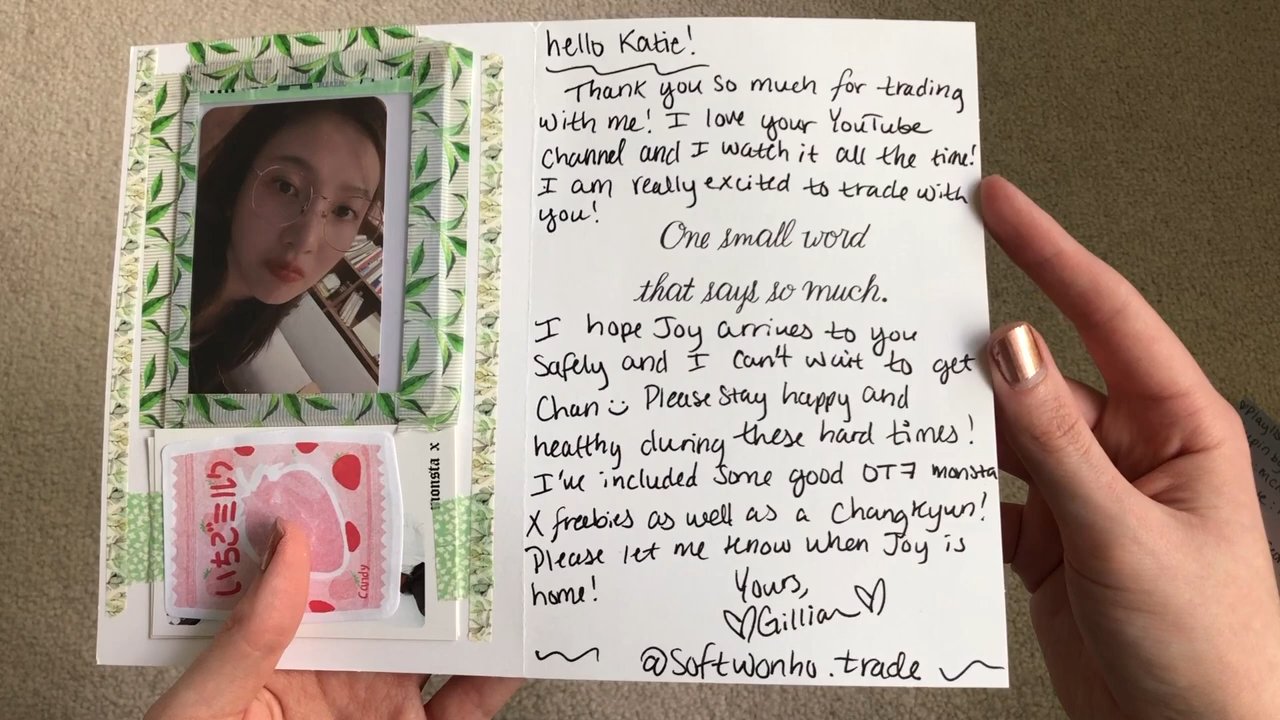 hello Katie!
Thank you so much for trading
with me! I love your YouTube
Channel and I watch it all the time!
I am really excited to trade with
you!
One small word
that says so much.
I hope Joy arrives to you
Safely and I can't wait to get
Chan Please stay happy and
healthy during these hard times!
I've included some good OT7 monsta
X freebies as well as a Changkyun!
Please let me know when Joy is
home!
Yours,
Gillian
@softwonho.trade
monsta x
いちごミルク
Candy